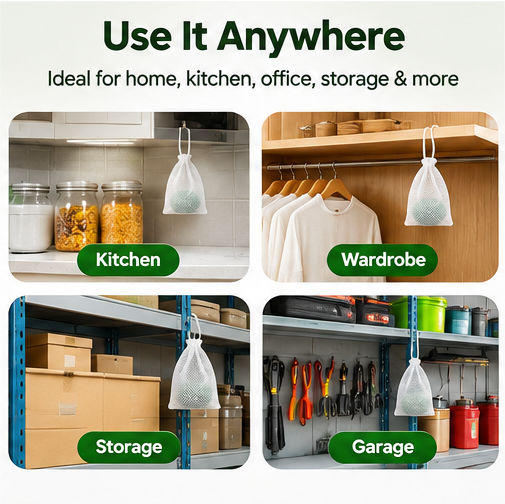 Use It Anywhere
Ideal for home, kitchen, office, storage & more
Kitchen
Wardrobe
Storage
Garage